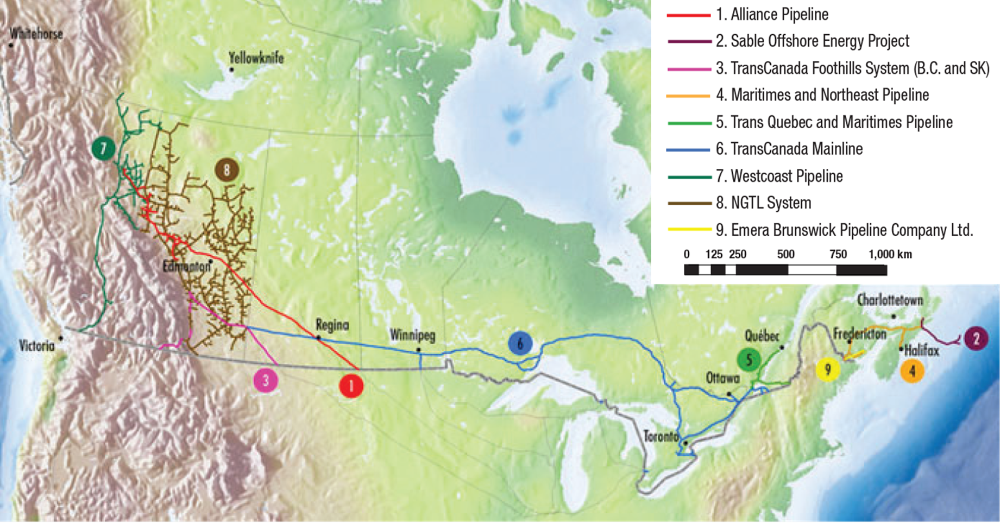 1. Alliance Pipeline
2. Sable Offshore Energy Project
3. TransCanada Foothills System (B.C. and SK)
4. Maritimes and Northeast Pipeline
5. Trans Quebec and Maritimes Pipeline
6. TransCanada Mainline
7. Westcoast Pipeline
8. NGTL System
9. Emera Brunswick Pipeline Company Ltd.
0 125 250 500 750 1,000 km
Whitehorse
Yellowknife
7
8
Edmonton
Charlottetown
Regina
Winnipeg
6
Québec
Fredericton
2
Victoria
Halifax
5
9
4
3
1
Ottawa
Toronto